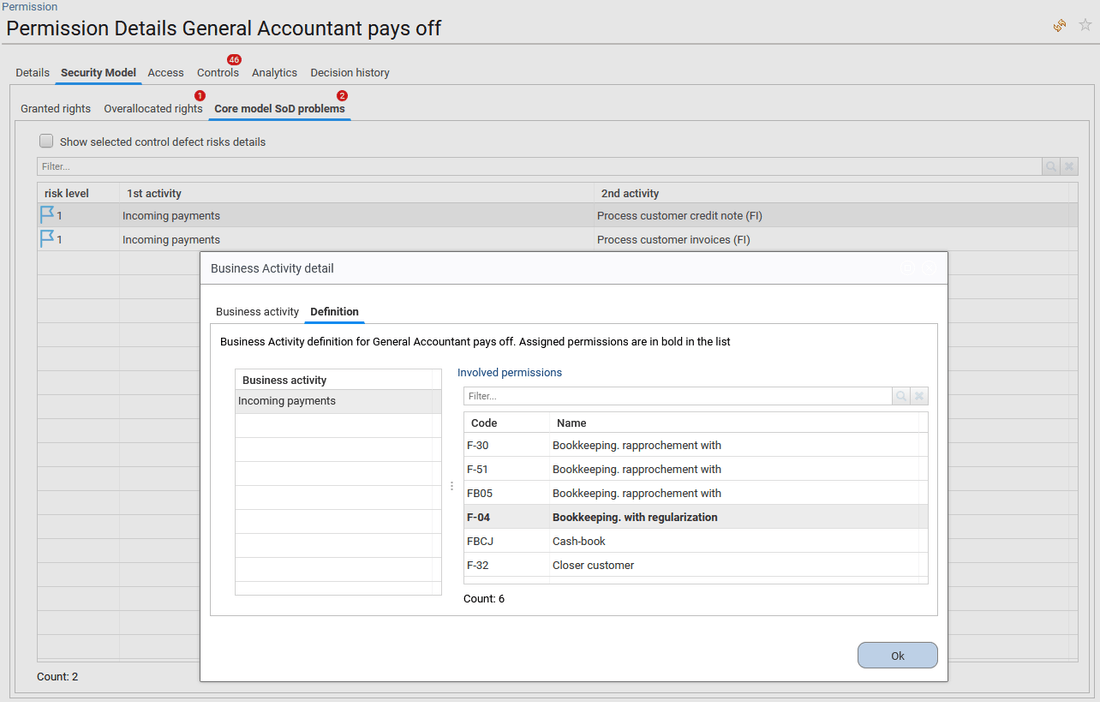 Permission
Permission Details General Accountant pays off
46
Details Security Model Access Controls Analytics Decision history
1 2
Granted rights Overallocated rights Core model SoD problems
Show selected control defect risks details
Filter...
risk level 1st activity 2nd activity
1 Incoming payments Process customer credit note (FI)
1 Incoming payments Process customer invoices (FI)
Business Activity detail
Business activity Definition
Business Activity definition for General Accountant pays off. Assigned permissions are in bold in the list
Business activity
Incoming payments
Involved permissions
Filter...
Code Name
F-30 Bookkeeping. rapprochement with
F-51 Bookkeeping. rapprochement with
FB05 Bookkeeping. rapprochement with
F-04 Bookkeeping. with regularization
FBCJ Cash-book
F-32 Closer customer
Count: 6
Ok
Count: 2